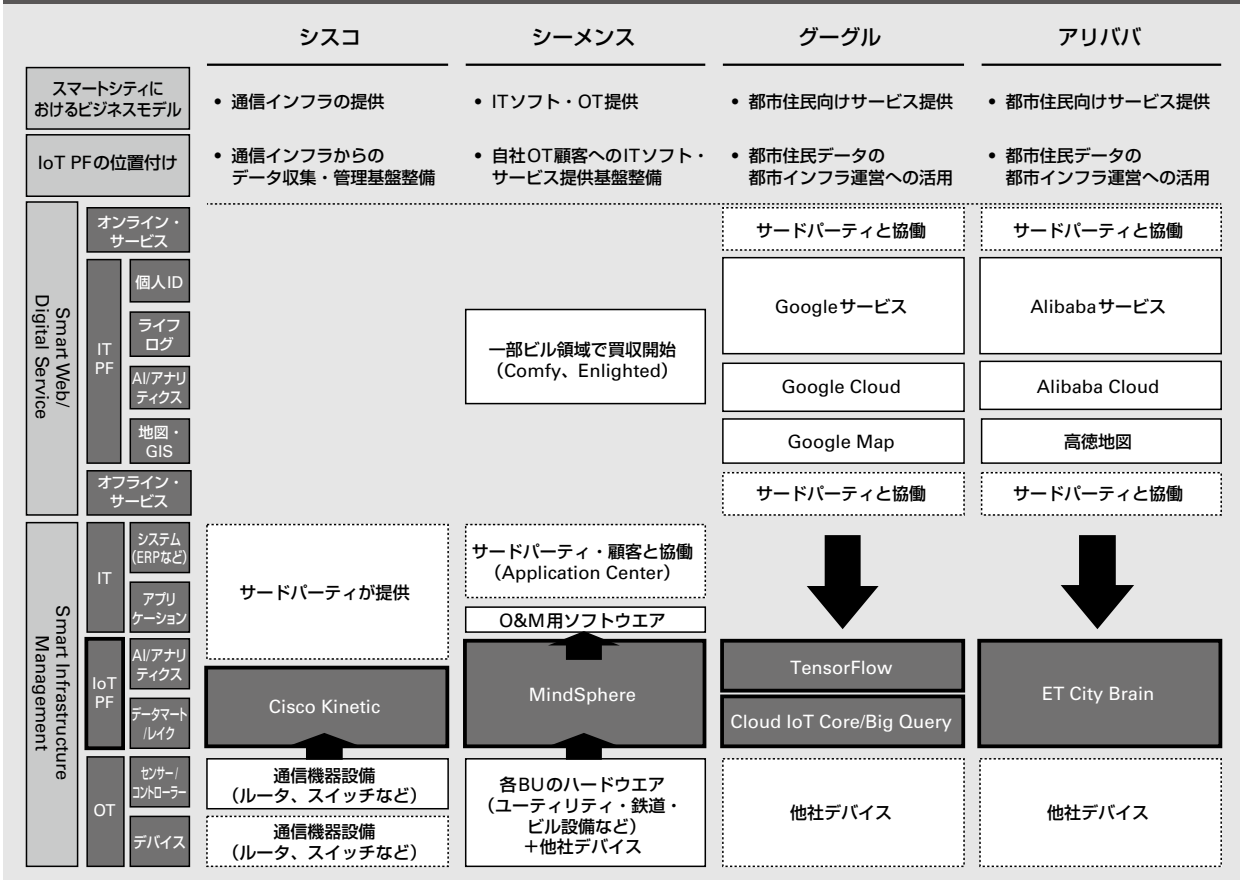 シスコ
シーメンス
グーグル
アリババ
スマートシティに
おけるビジネスモデル
• 通信インフラの提供
• ITソフト・OT提供
• 都市住民向けサービス提供
• 都市住民向けサービス提供
IoT PFの位置付け
• 通信インフラからの
データ収集・管理基盤整備
• 自社OT顧客へのITソフト・
サービス提供基盤整備
• 都市住民データの
都市インフラ運営への活用
• 都市住民データの
都市インフラ運営への活用
Smart Web/
Digital Service
オンライン・
サービス
サードパーティと協働
サードパーティと協働
IT
PF
個人ID
ライフ
ログ
AI/アナリ
ティクス
地図・
GIS
一部ビル領域で買収開始
（Comfy、Enlighted）
Googleサービス
Alibabaサービス
Google Cloud
Alibaba Cloud
Google Map
高徳地図
オフライン・
サービス
サードパーティと協働
サードパーティと協働
Smart Infrastructure
Management
IT
システム
(ERPなど)
アプリ
ケーション
サードパーティが提供
サードパーティ・顧客と協働
（Application Center）
O&M用ソフトウエア
IoT
PF
AI/アナリ
ティクス
データマート
/レイク
Cisco Kinetic
MindSphere
TensorFlow
Cloud IoT Core/Big Query
ET City Brain
OT
センサー/
コントローラー
デバイス
通信機器設備
（ルータ、スイッチなど）
通信機器設備
（ルータ、スイッチなど）
各BUのハードウエア
（ユーティリティ・鉄道・
ビル設備など）
＋他社デバイス
他社デバイス
他社デバイス